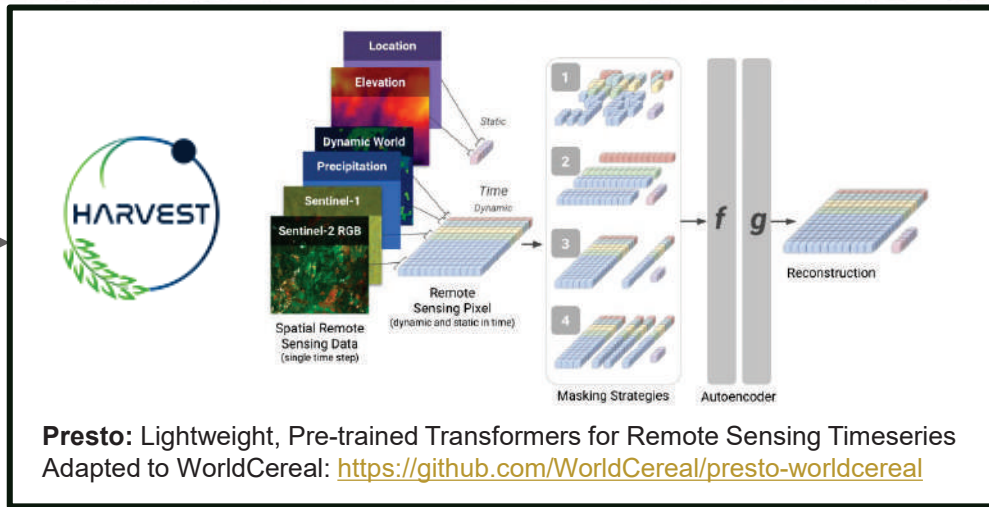 HARVEST
Location
Elevation
Dynamic World
Precipitation
Sentinel-1
Sentinel-2 RGB
Spatial Remote
Sensing Data
(single time step)
Static
Time
Dynamic
Remote
Sensing Pixel
(dynamic and static in time)
1
2
3
4
Masking Strategies
f
g
Autoencoder
Reconstruction
Presto: Lightweight, Pre-trained Transformers for Remote Sensing Timeseries
Adapted to WorldCereal: https://github.com/WorldCereal/presto-worldcereal